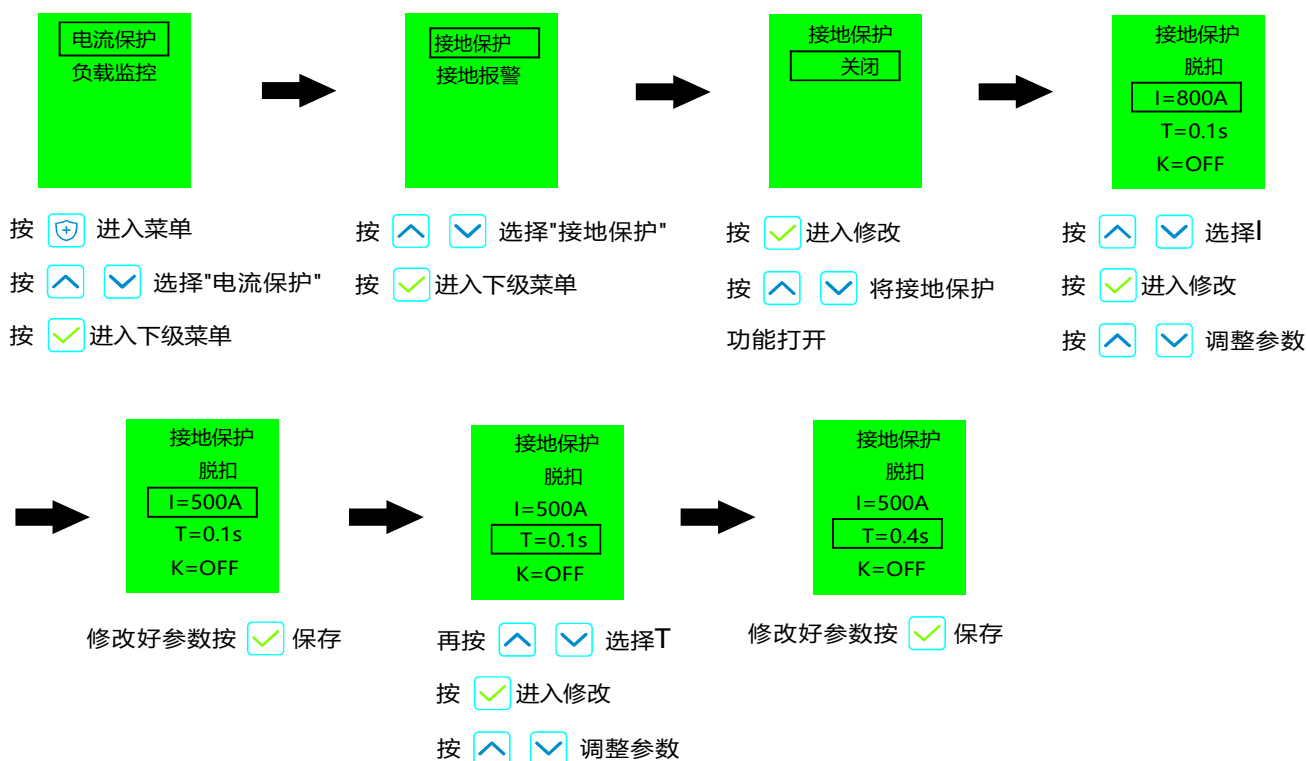 电流保护
负载监控
按 进入菜单
按 选择"电流保护"
按 进入下级菜单
接地保护
接地报警
按 选择"接地保护"
按 进入下级菜单
接地保护
关闭
按 进入修改
按 将接地保护
功能打开
接地保护
脱扣
I=800A
T=0.1s
K=OFF
按 选择I
按 进入修改
按 调整参数
接地保护
脱扣
I=500A
T=0.1s
K=OFF
修改好参数按 保存
接地保护
脱扣
I=500A
T=0.1s
K=OFF
再按 选择T
按 进入修改
按 调整参数
接地保护
脱扣
I=500A
T=0.4s
K=OFF
修改好参数按 保存